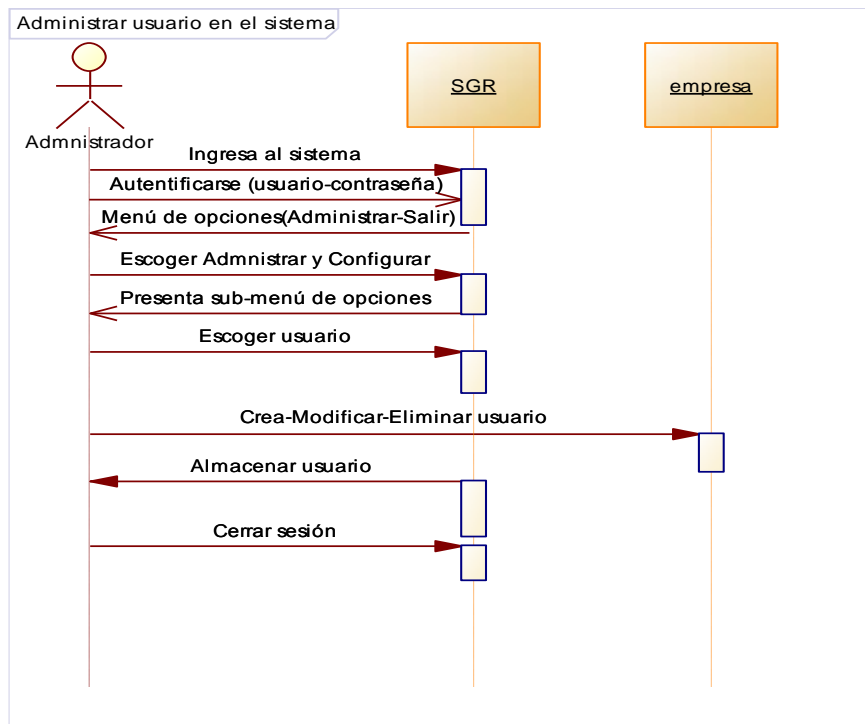 Administrar usuario en el sistema
SGR
empresa
Admnistrador
Ingresa al sistema
Autentificarse (usuario-contraseña)
Menú de opciones(Administrar-Salir)
Escoger Admnistrar y Configurar
Presenta sub-menú de opciones
Escoger usuario
Crea-Modificar-Eliminar usuario
Almacenar usuario
Cerrar sesión